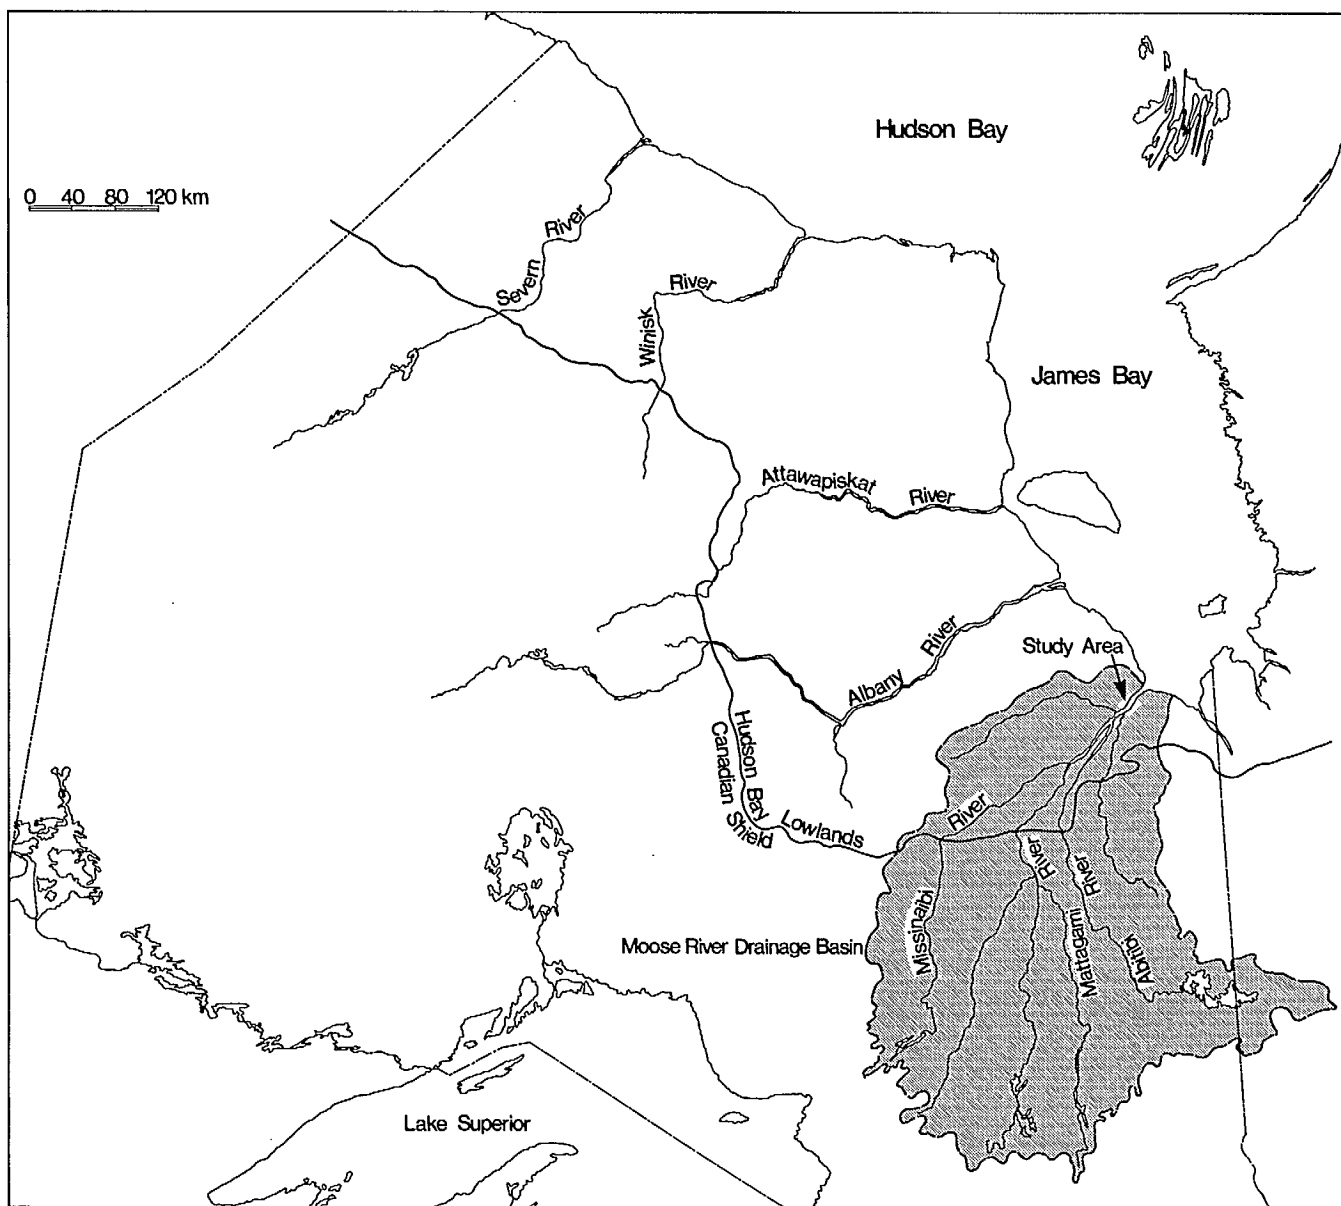 Hudson Bay
0 40 80 120 km
Severn River
Winisk River
James Bay
Attawapiskat River
Albany River
Study Area
Hudson Bay Lowlands
Canadian Shield
River
Missinaibi
River
Mattagami River
Abitibi
Moose River Drainage Basin
Lake Superior